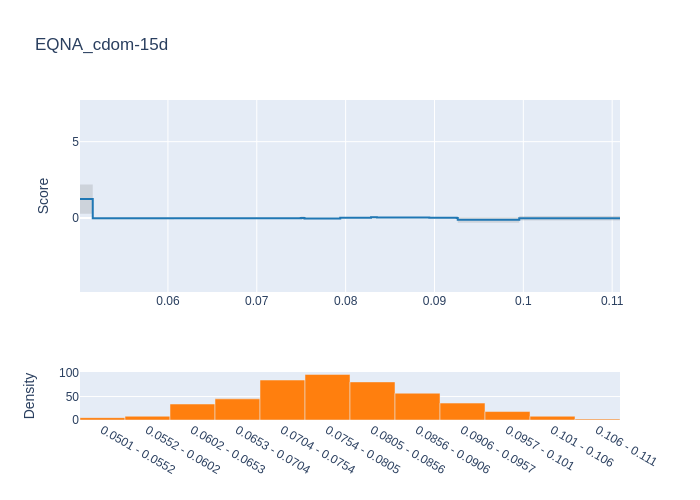 EQNA_cdom-15d
Score
5
0
0.06
0.07
0.08
0.09
0.1
0.11
Density
100
50
0
0.0501 - 0.0552
0.0552 - 0.0602
0.0602 - 0.0653
0.0653 - 0.0704
0.0704 - 0.0754
0.0754 - 0.0805
0.0805 - 0.0856
0.0856 - 0.0906
0.0906 - 0.0957
0.0957 - 0.101
0.101 - 0.106
0.106 - 0.111